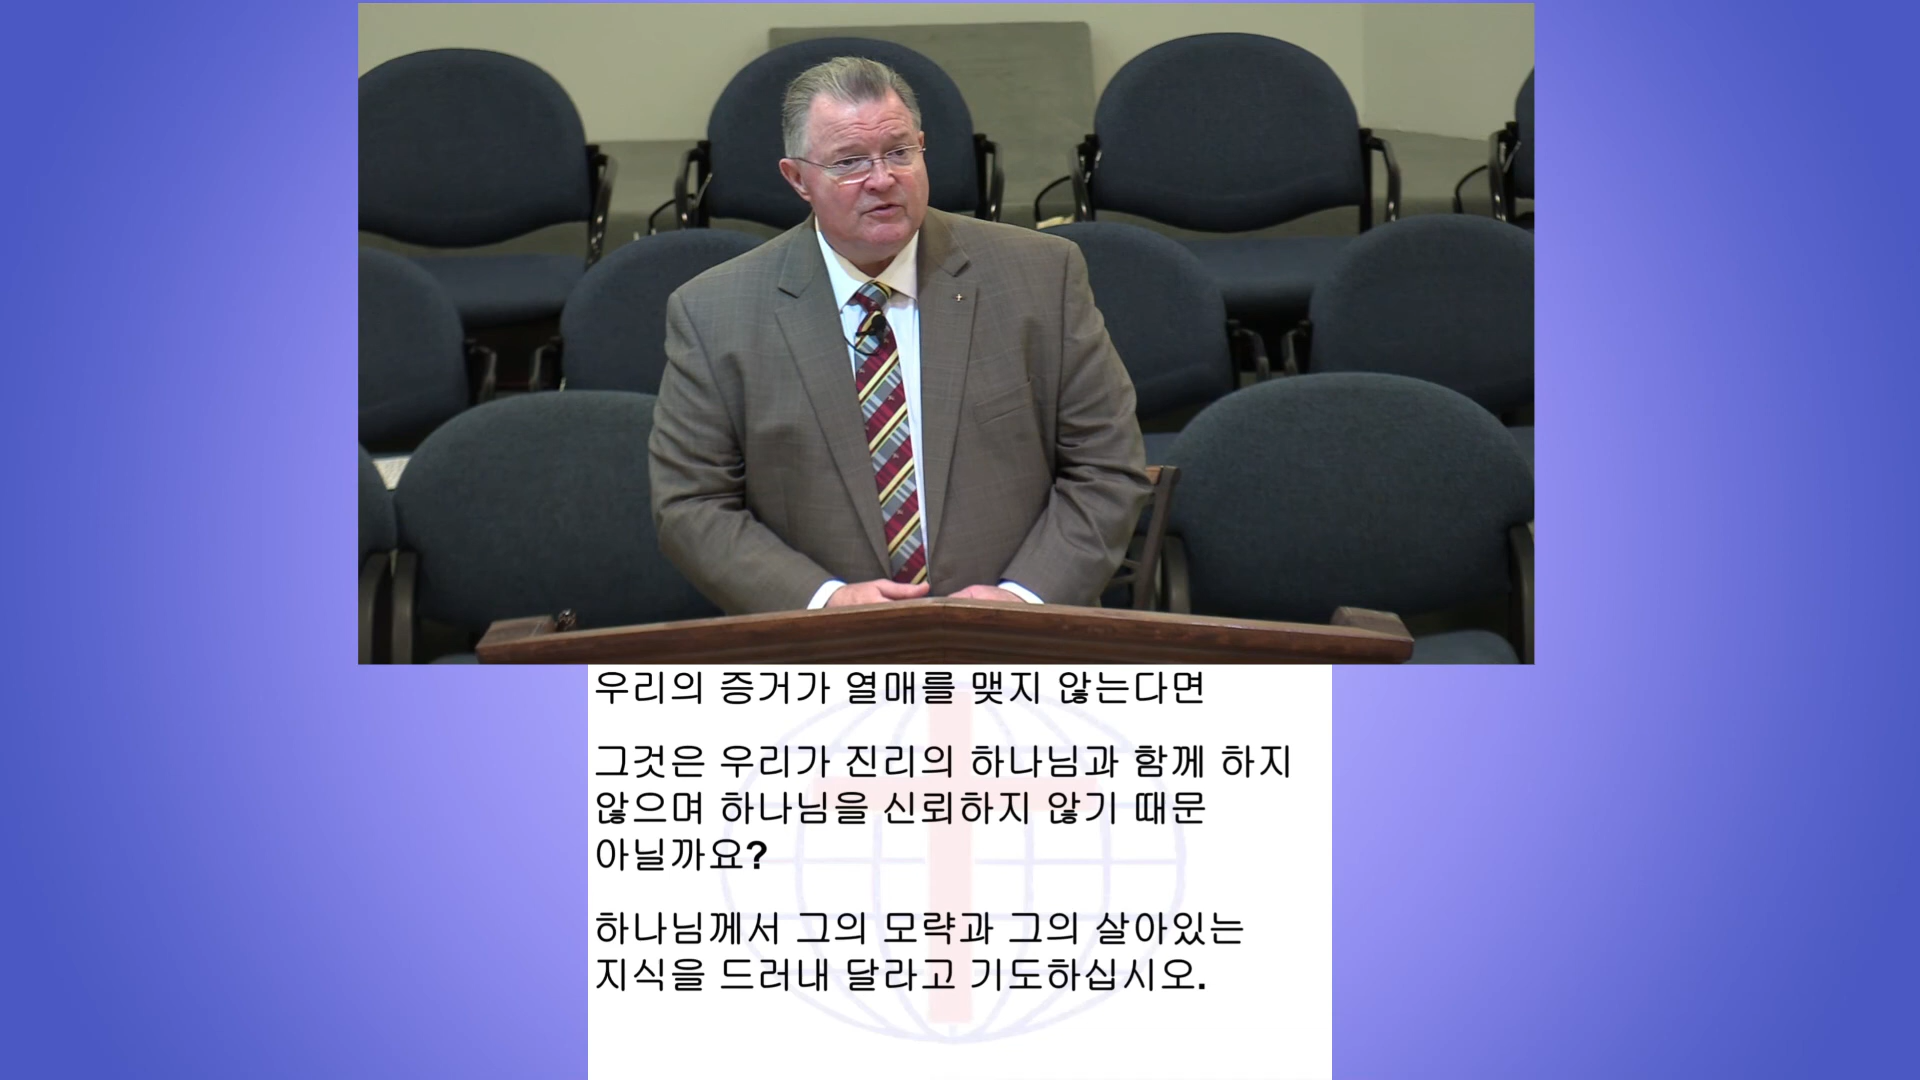 우리의 증거가 열매를 맺지 않는다면
그것은 우리가 진리의 하나님과 함께 하지
않으며 하나님을 신뢰하지 않기 때문
아닐까요?
하나님께서 그의 모략과 그의 살아있는
지식을 드러내 달라고 기도하십시오.